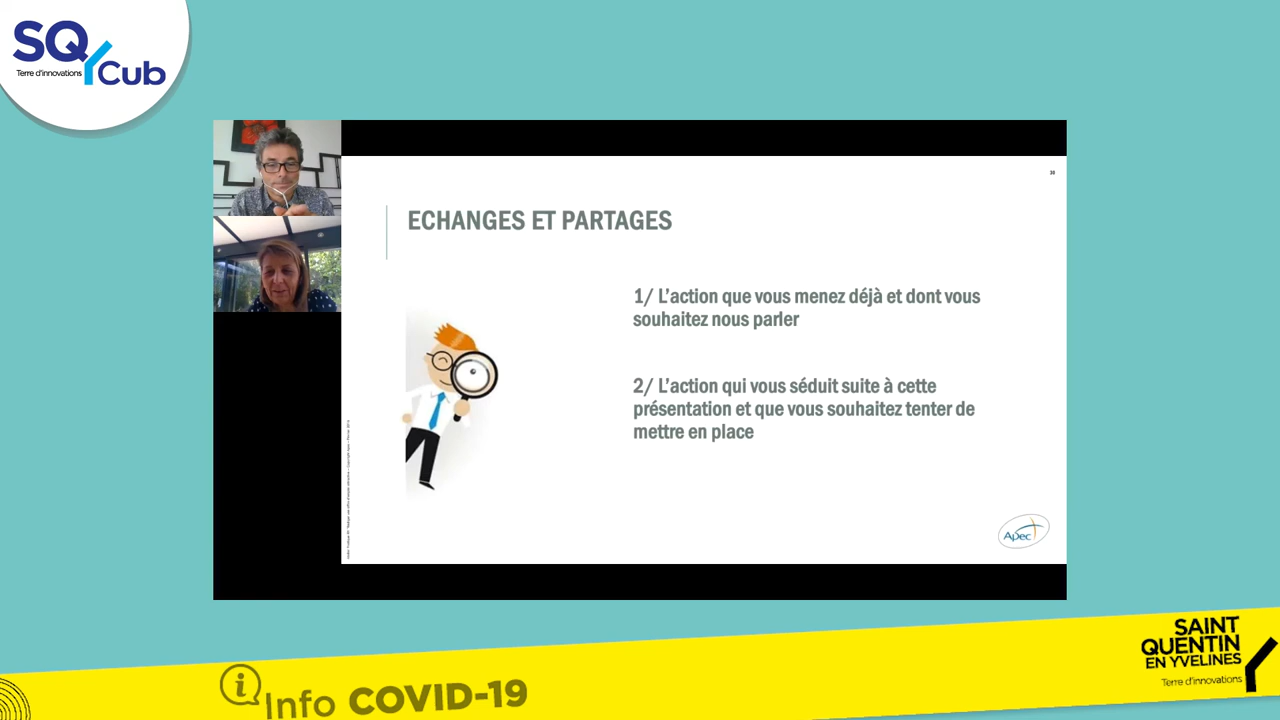 SQY Cub
Terre d'innovations
ECHANGES ET PARTAGES
1/ L'action que vous menez déjà et dont vous
souhaitez nous parler
2/ L'action qui vous séduit suite à cette
présentation et que vous souhaitez tenter de
mettre en place
Apec
i
Info COVID-19
SAINT
QUENTIN
EN YVELINES
Terre d'innovations